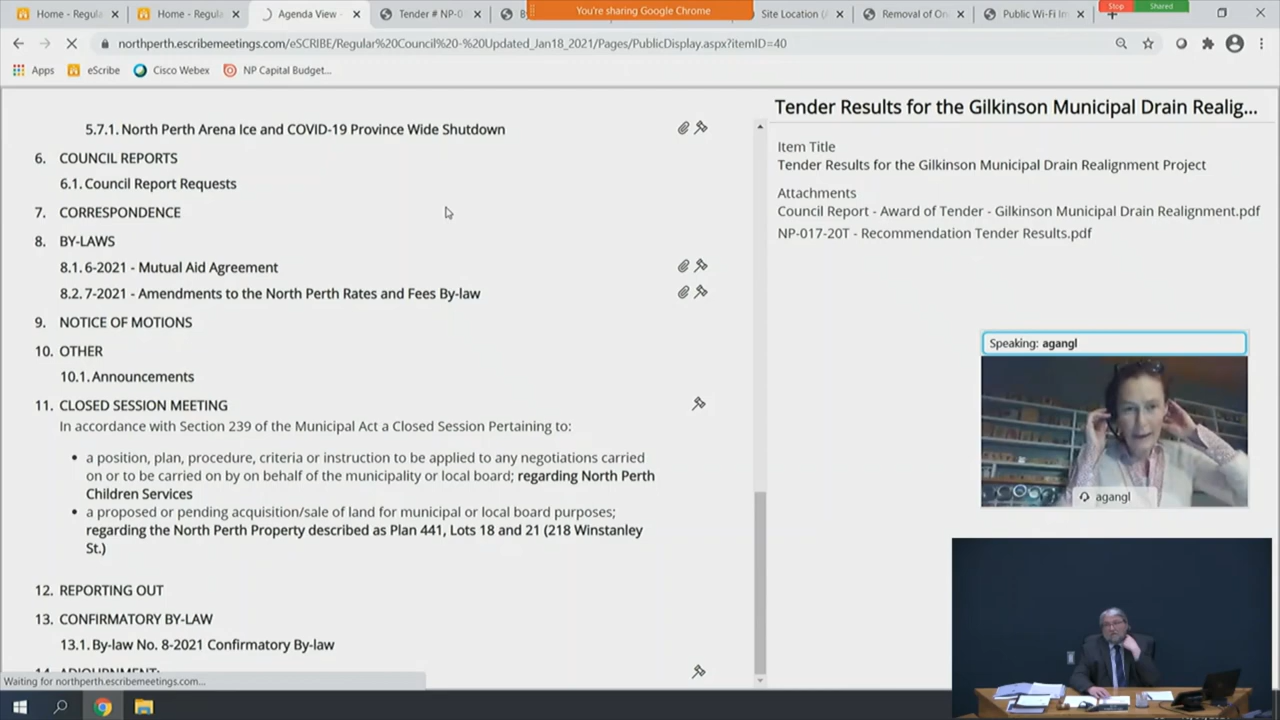 Home - Regula
Home - Regula
Agenda View -
Tender # NP-0
By
You're sharing Google Chrome
Site Location (A
Removal of On
Public Wi-Fi Im
Stop
Shared
northperth.escribemeetings.com/eSCRIBE/Regular%20Council%20-%20Updated_Jan18_2021/Pages/PublicDisplay.aspx?itemID=40
Apps
eScribe
Cisco Webex
NP Capital Budget...
5.7.1. North Perth Arena Ice and COVID-19 Province Wide Shutdown
6. COUNCIL REPORTS
6.1. Council Report Requests
7. CORRESPONDENCE
8. BY-LAWS
8.1. 6-2021 - Mutual Aid Agreement
8.2. 7-2021 - Amendments to the North Perth Rates and Fees By-law
9. NOTICE OF MOTIONS
10. OTHER
10.1. Announcements
11. CLOSED SESSION MEETING
In accordance with Section 239 of the Municipal Act a Closed Session Pertaining to:
• a position, plan, procedure, criteria or instruction to be applied to any negotiations carried
on or to be carried on by on behalf of the municipality or local board; regarding North Perth
Children Services
• a proposed or pending acquisition/sale of land for municipal or local board purposes;
regarding the North Perth Property described as Plan 441, Lots 18 and 21 (218 Winstanley
St.)
12. REPORTING OUT
13. CONFIRMATORY BY-LAW
13.1. By-law No. 8-2021 Confirmatory By-law
14. ADJOURNMENT:
Waiting for northperth.escribemeetings.com...
Tender Results for the Gilkinson Municipal Drain Realig...
Item Title
Tender Results for the Gilkinson Municipal Drain Realignment Project
Attachments
Council Report - Award of Tender - Gilkinson Municipal Drain Realignment.pdf
NP-017-20T - Recommendation Tender Results.pdf
Speaking: agangl
agangl